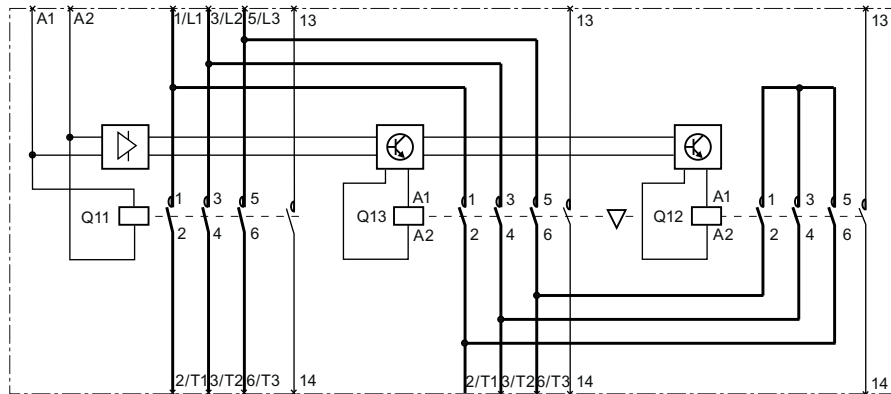 A1 A2 1/L1 3/L2 5/L3 13 13 13
A1 A1
1 3 5 1 3 5 1 3 5
Q11 Q13 Q12
2 4 6 A2 2 4 6 A2 2 4 6
2/T1 3/T2 6/T3 14 2/T1 3/T2 6/T3 14 14